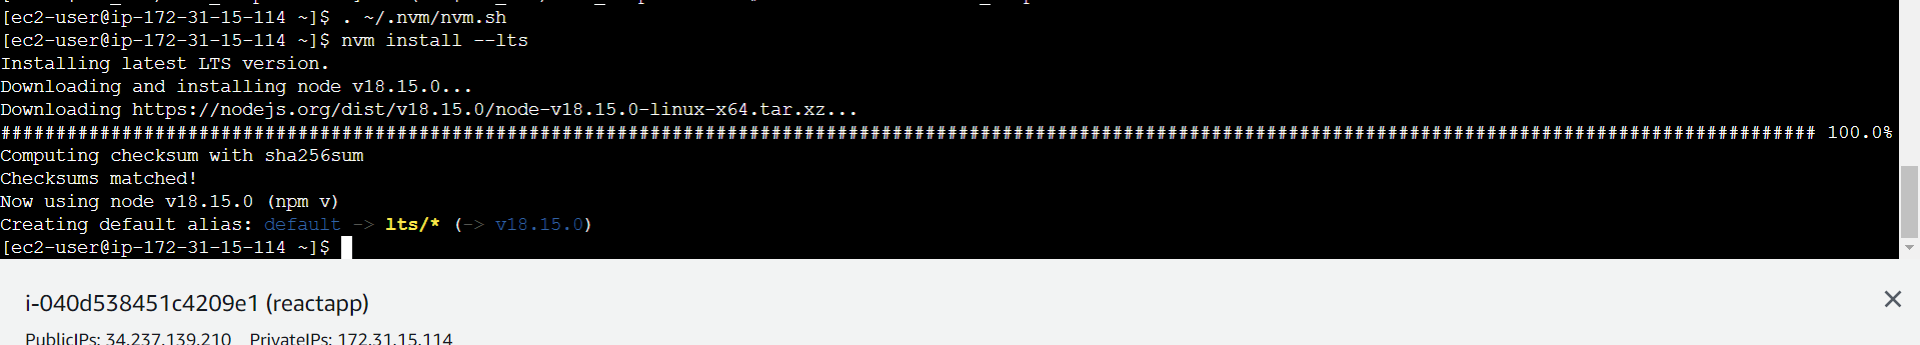 [ec2-user@ip-172-31-15-114 ~]$ . ~/.nvm/nvm.sh
[ec2-user@ip-172-31-15-114 ~]$ nvm install --lts
Installing latest LTS version.
Downloading and installing node v18.15.0...
Downloading https://nodejs.org/dist/v18.15.0/node-v18.15.0-linux-x64.tar.xz...
##################################################################################################################################################################### 100.0%
Computing checksum with sha256sum
Checksums matched!
Now using node v18.15.0 (npm v)
Creating default alias: default -> lts/* (-> v18.15.0)
[ec2-user@ip-172-31-15-114 ~]$
i-040d538451c4209e1 (reactapp)
PublicIPs: 34.237.139.210 PrivateIPs: 172.31.15.114